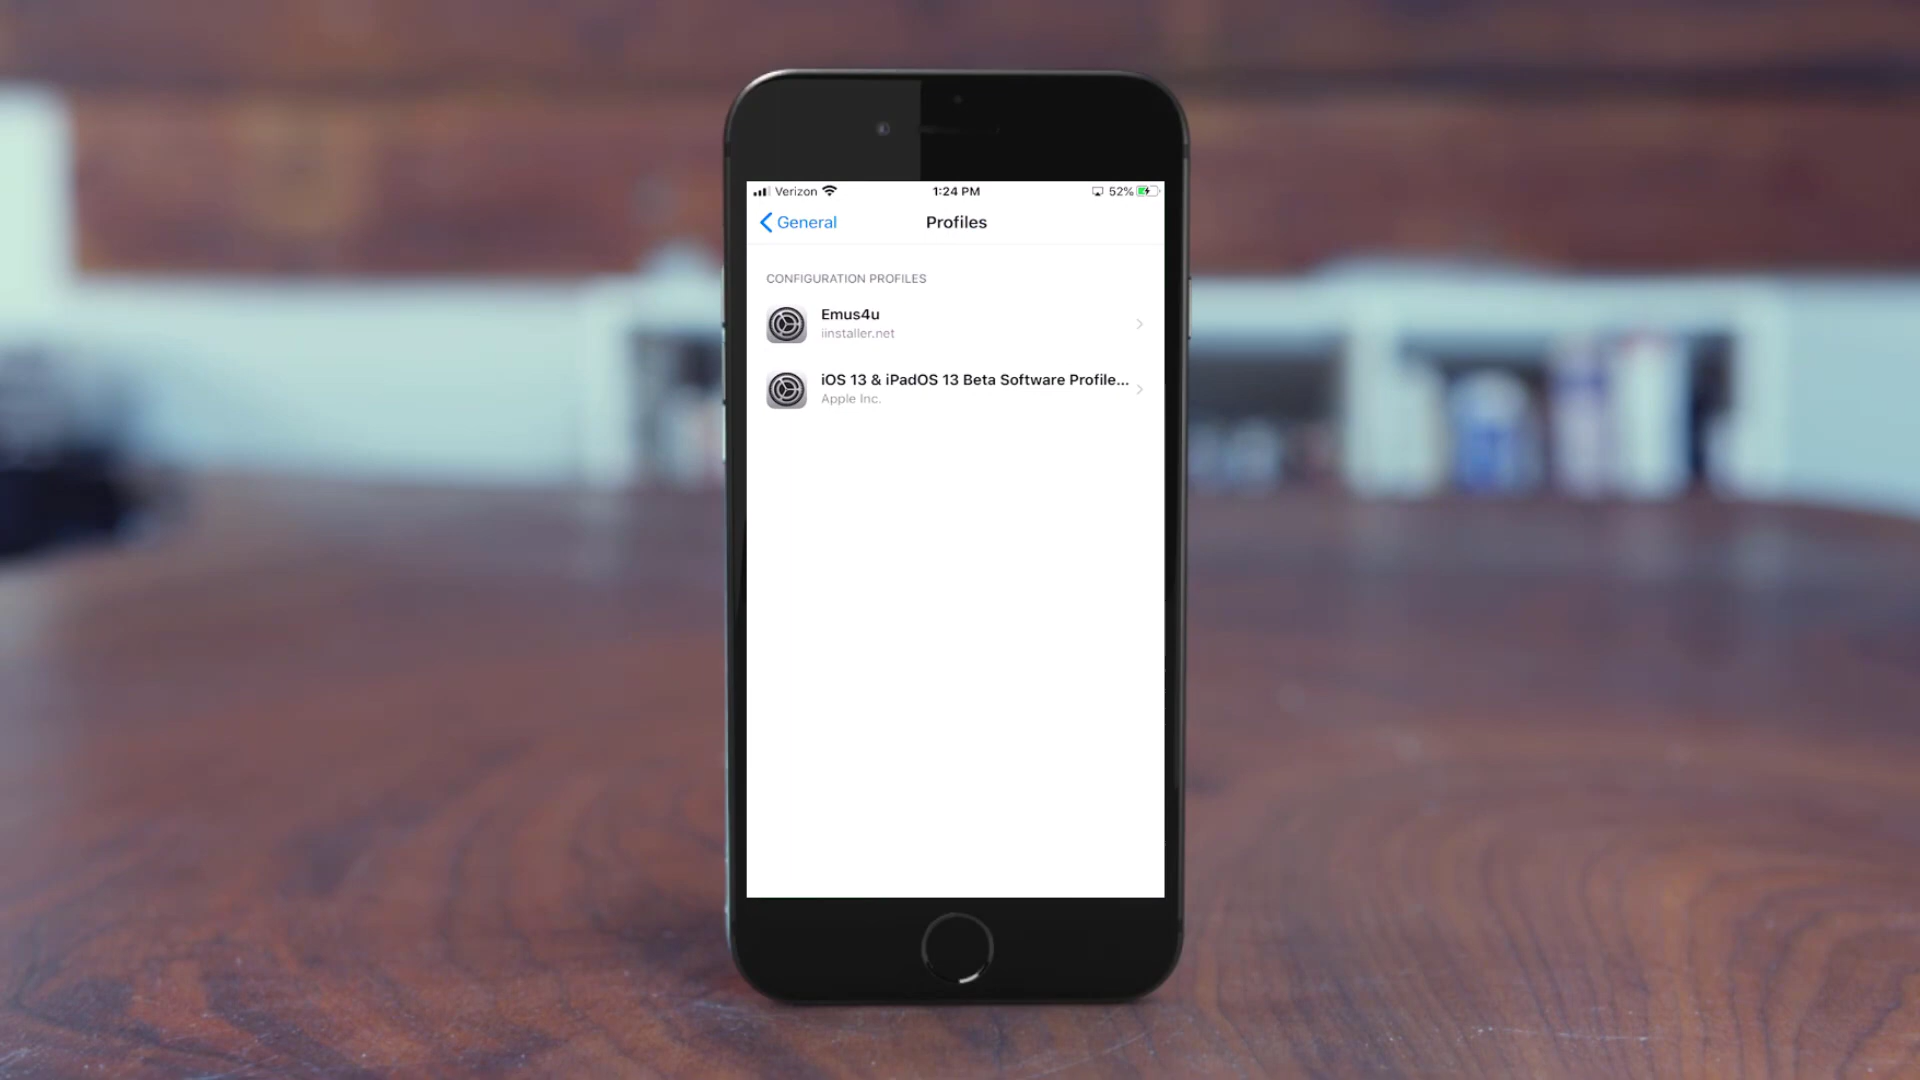 Verizon 1:24 PM 52%
General Profiles
CONFIGURATION PROFILES
Emus4u
iinstaller.net
iOS 13 & iPadOS 13 Beta Software Profile...
Apple Inc.